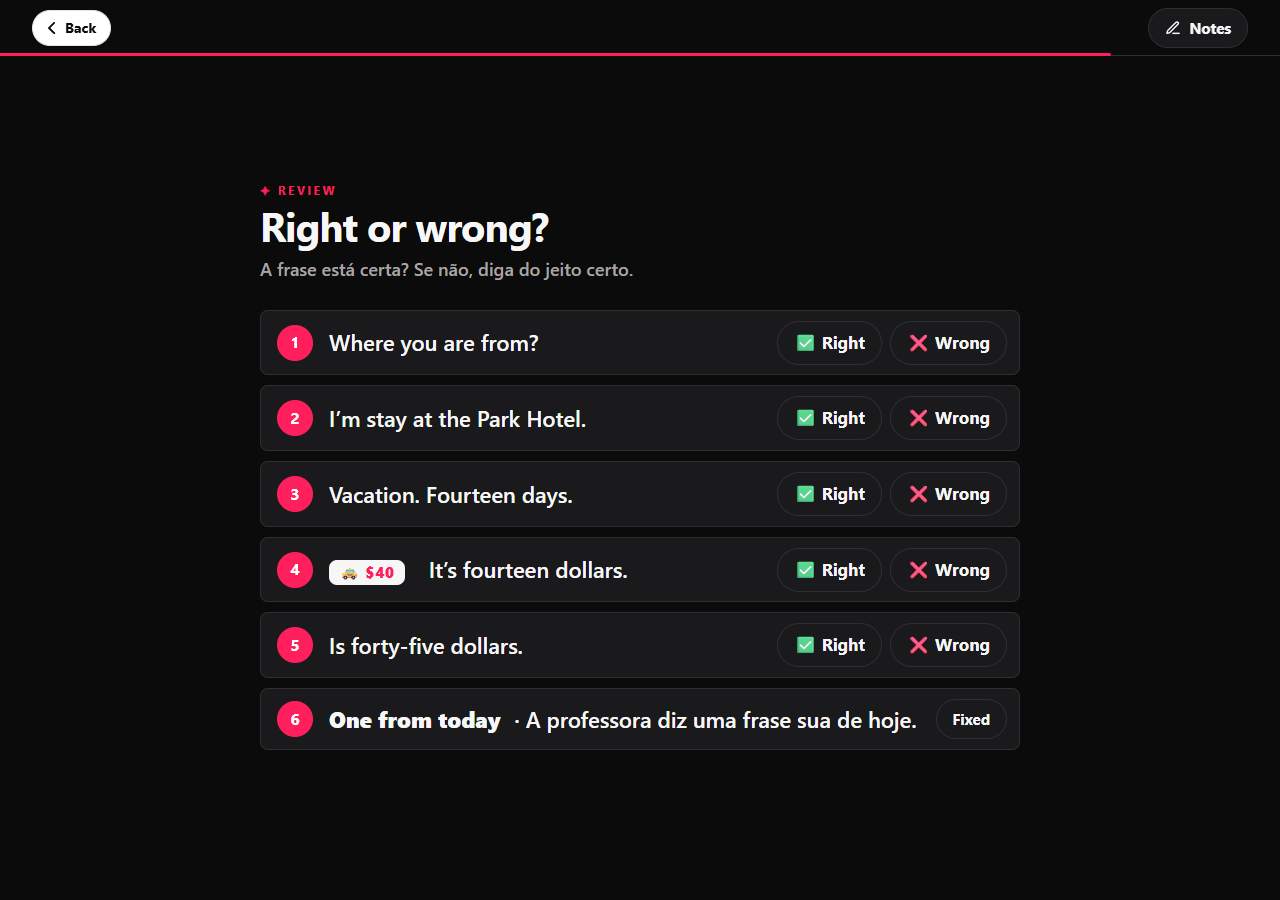 Back
Notes
REVIEW
Right or wrong?
A frase está certa? Se não, diga do jeito certo.
1 Where you are from? ✅ Right ❌ Wrong
2 I’m stay at the Park Hotel. ✅ Right ❌ Wrong
3 Vacation. Fourteen days. ✅ Right ❌ Wrong
4 🚕 $40 It’s fourteen dollars. ✅ Right ❌ Wrong
5 Is forty-five dollars. ✅ Right ❌ Wrong
6 One from today · A professora diz uma frase sua de hoje. Fixed